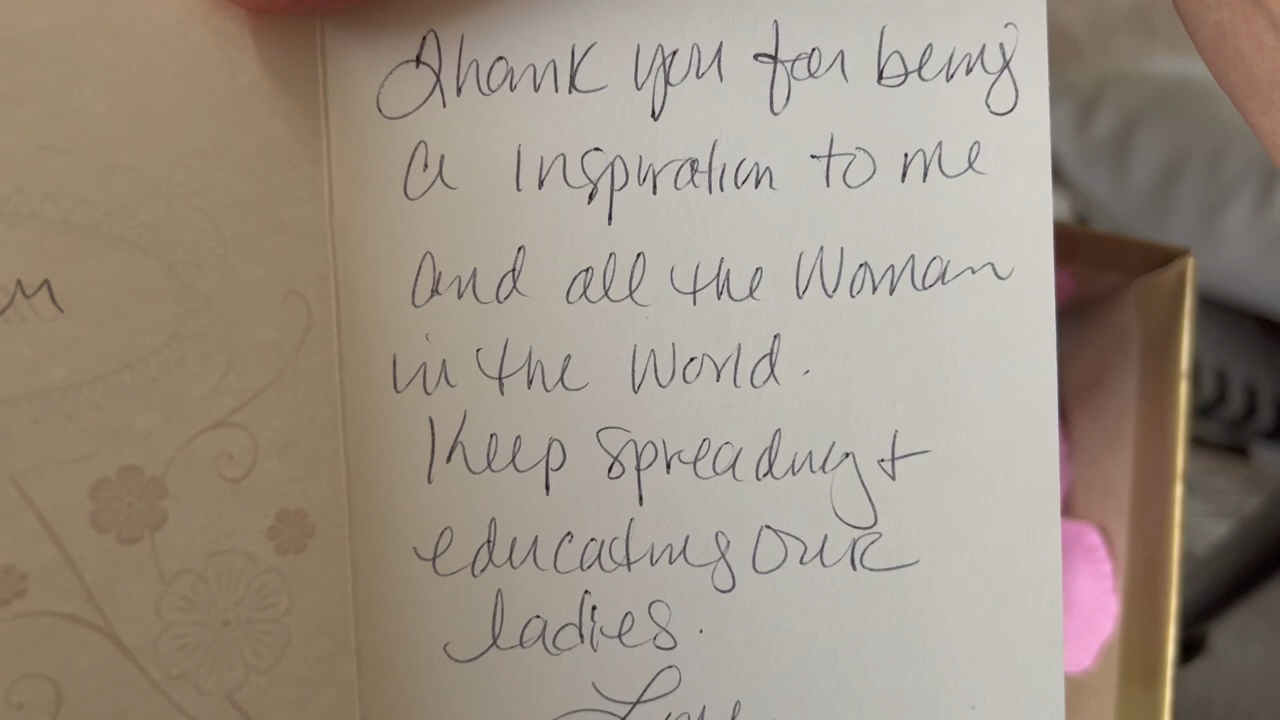 Thank you for being
a Inspiration to me
and all the Woman
in the World.
Keep spreading +
educating our
ladies.
Love